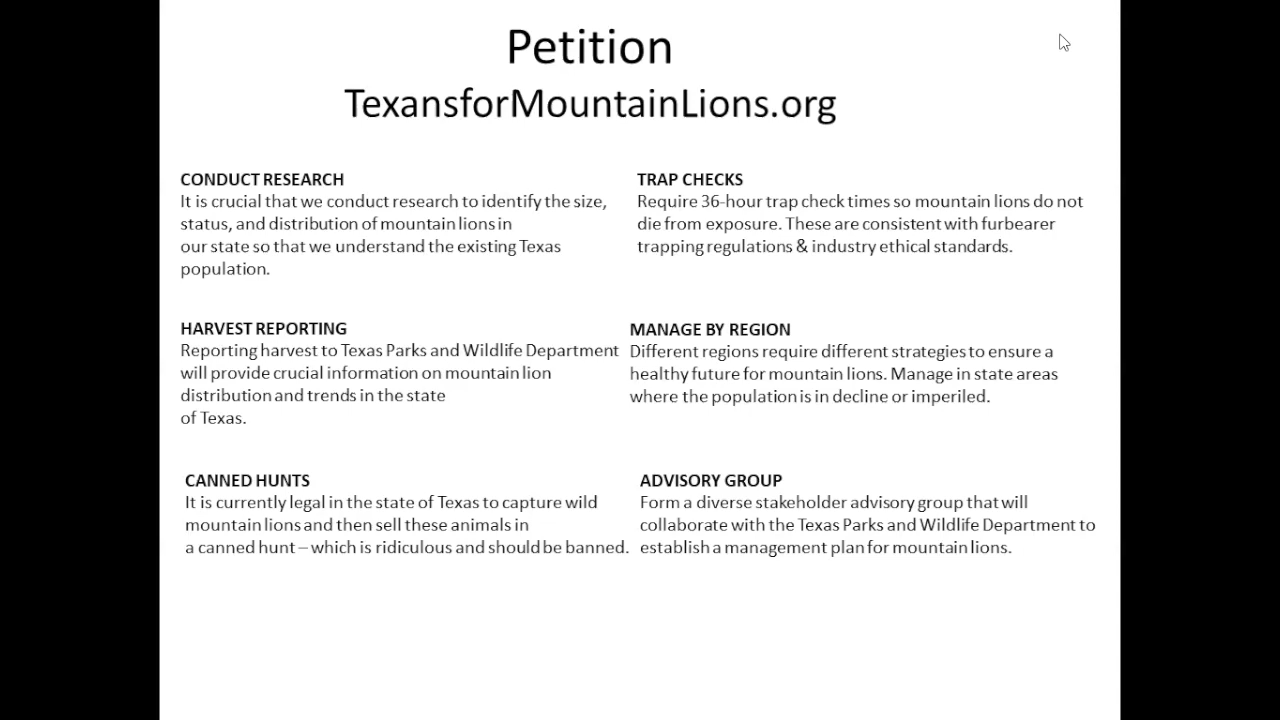 Petition
TexansforMountainLions.org
CONDUCT RESEARCH
It is crucial that we conduct research to identify the size,
status, and distribution of mountain lions in
our state so that we understand the existing Texas
population.
TRAP CHECKS
Require 36-hour trap check times so mountain lions do not
die from exposure. These are consistent with furbearer
trapping regulations & industry ethical standards.
HARVEST REPORTING
Reporting harvest to Texas Parks and Wildlife Department
will provide crucial information on mountain lion
distribution and trends in the state
of Texas.
MANAGE BY REGION
Different regions require different strategies to ensure a
healthy future for mountain lions. Manage in state areas
where the population is in decline or imperiled.
CANNED HUNTS
It is currently legal in the state of Texas to capture wild
mountain lions and then sell these animals in
a canned hunt – which is ridiculous and should be banned.
ADVISORY GROUP
Form a diverse stakeholder advisory group that will
collaborate with the Texas Parks and Wildlife Department to
establish a management plan for mountain lions.